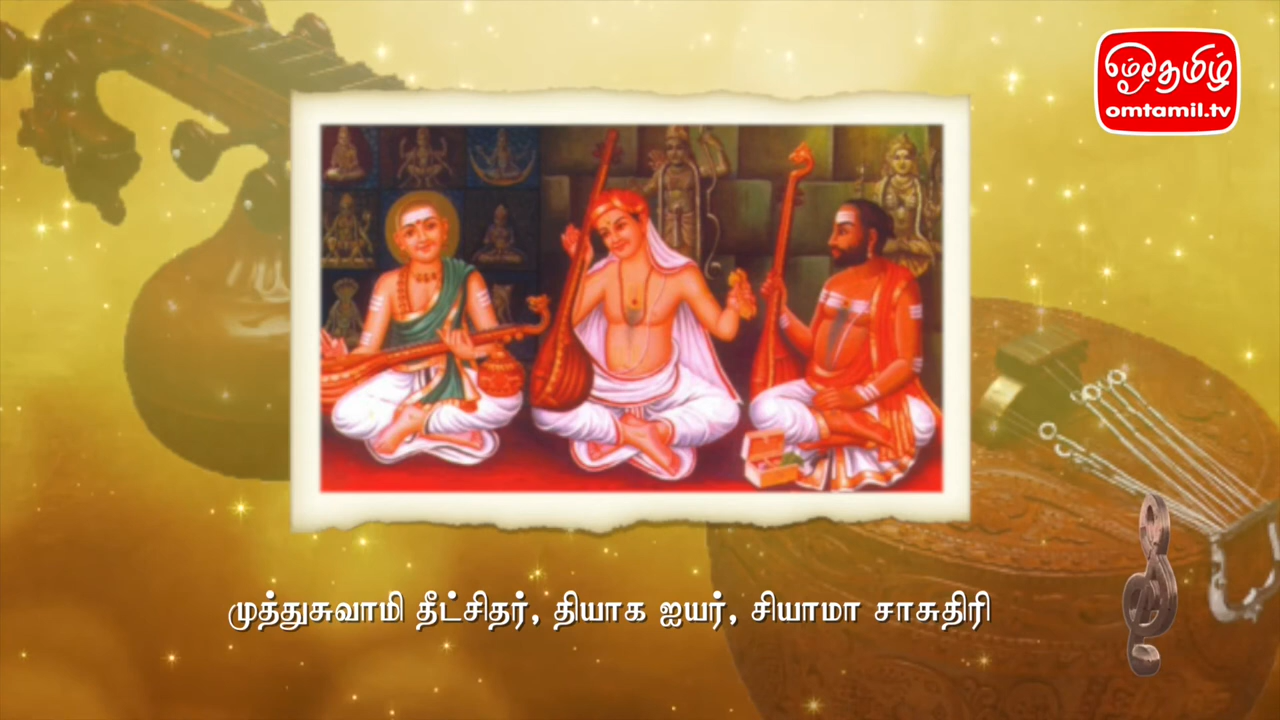 ஓம்தமிழ்
omtamil.tv
முத்துசுவாமி தீட்சிதர், தியாக ஐயர், சியாமா சாசுதிரி